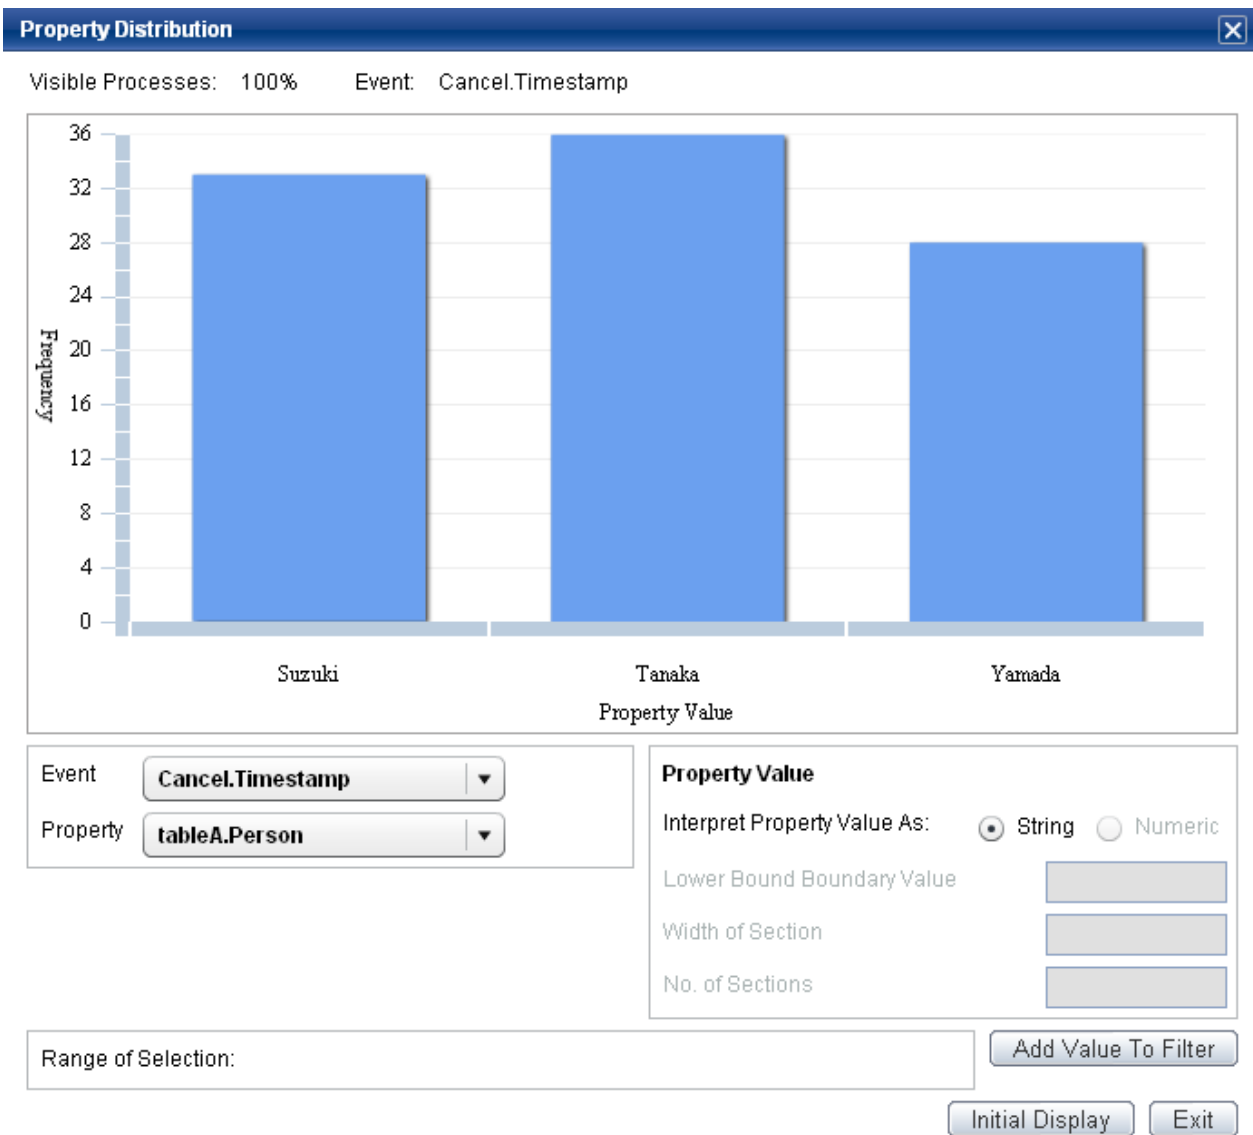 Property Distribution
Visible Processes: 100% Event: Cancel.Timestamp
36
32
28
24
20
16
12
8
4
0
Frequency
Suzuki Tanaka Yamada
Property Value
Event Cancel.Timestamp
Property tableA.Person
Property Value
Interpret Property Value As: String Numeric
Lower Bound Boundary Value
Width of Section
No. of Sections
Range of Selection:
Add Value To Filter
Initial Display Exit